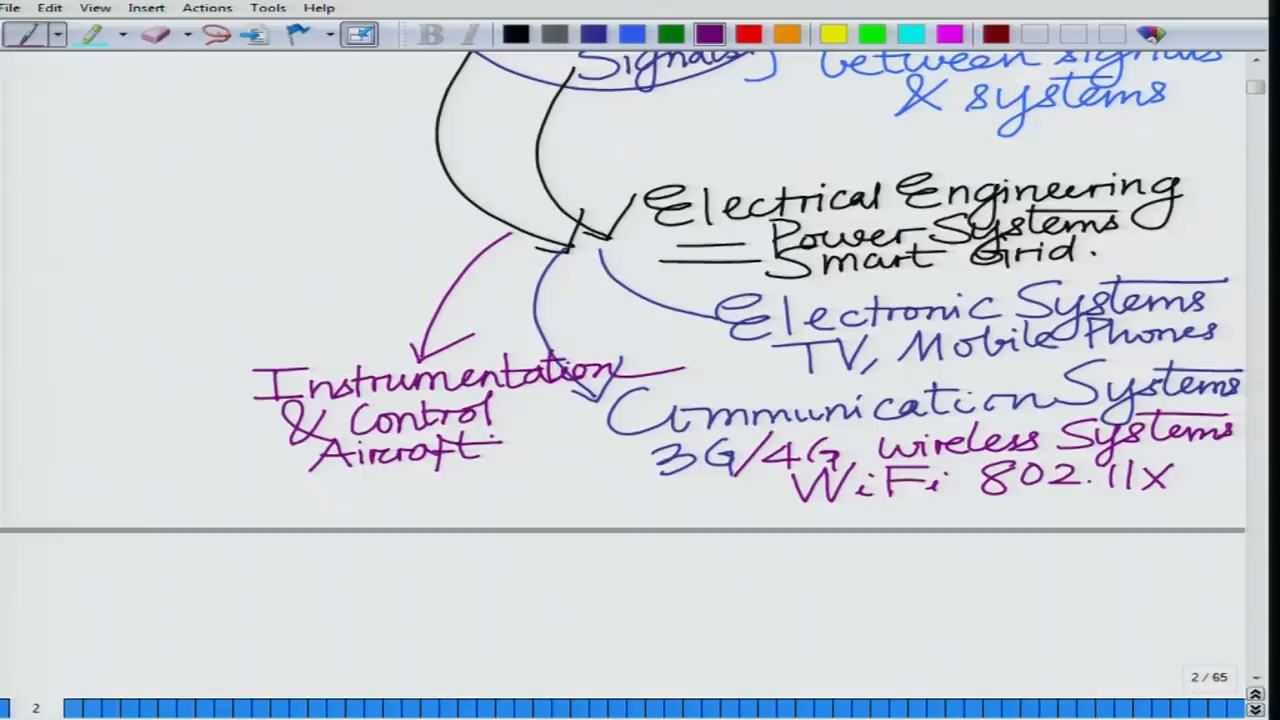 File Edit View Insert Actions Tools Help
B I
Signals
between signals
& systems
Electrical Engineering
Power Systems
Smart Grid.
Electronic Systems
TV, Mobile Phones
Instrumentation
& Control
Aircraft
Communication Systems
3G/4G wireless Systems
WiFi 802.11x
2 / 65
2